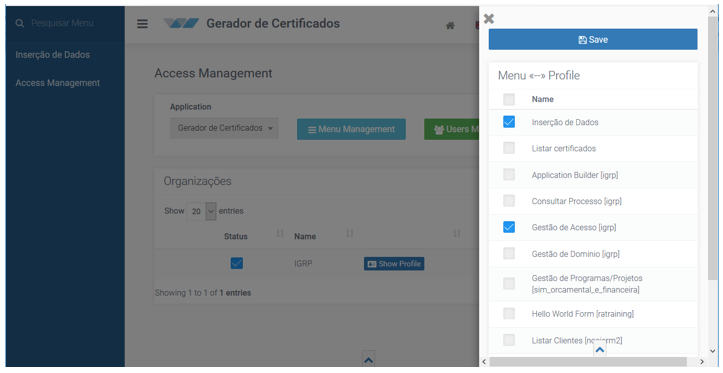 Pesquisar Menu
Inserção de Dados
Access Management
Gerador de Certificados
Access Management
Application
Gerador de Certificados
Menu Management
Users M
Organizações
Show 20 entries
Status
Name
IGRP
Show Profile
Showing 1 to 1 of 1 entries
Save
Menu «--» Profile
Name
Inserção de Dados
Listar certificados
Application Builder [igrp]
Consultar Processo [igrp]
Gestão de Acesso [igrp]
Gestão de Dominio [igrp]
Gestão de Programas/Projetos
[sim_orcamental_e_financeira]
Hello World Form [ratraining]
Listar Clientes